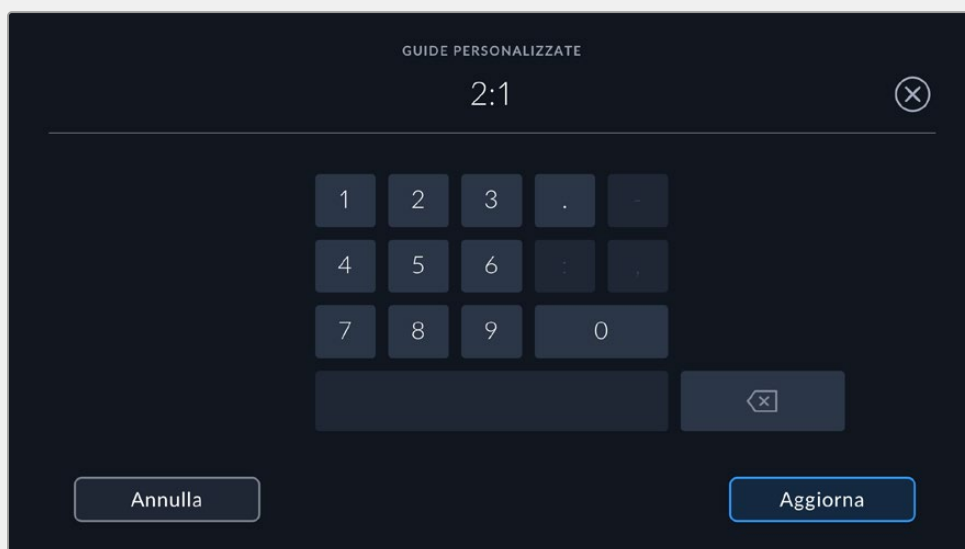 GUIDE PERSONALIZZATE
2:1
1 2 3 . -
4 5 6 : ,
7 8 9 0
Annulla Aggiorna